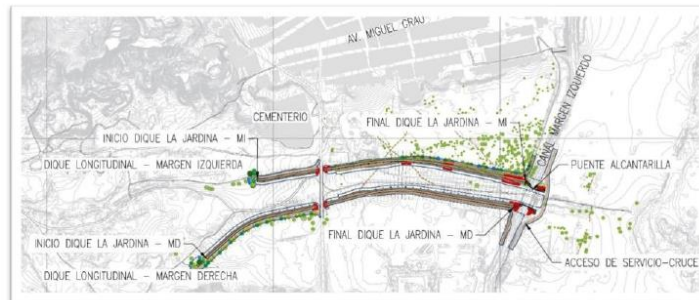 AV. MIGUEL GRAU
CEMENTERIO
FINAL DIQUE LA JARDINA - MI
CANAL MARGEN IZQUIERDO
INICIO DIQUE LA JARDINA - MI
DIQUE LONGITUDINAL - MARGEN IZQUIERDA
PUENTE ALCANTARILLA
INICIO DIQUE LA JARDINA - MD
FINAL DIQUE LA JARDINA - MD
DIQUE LONGITUDINAL - MARGEN DERECHA
ACCESO DE SERVICIO-CRUCE